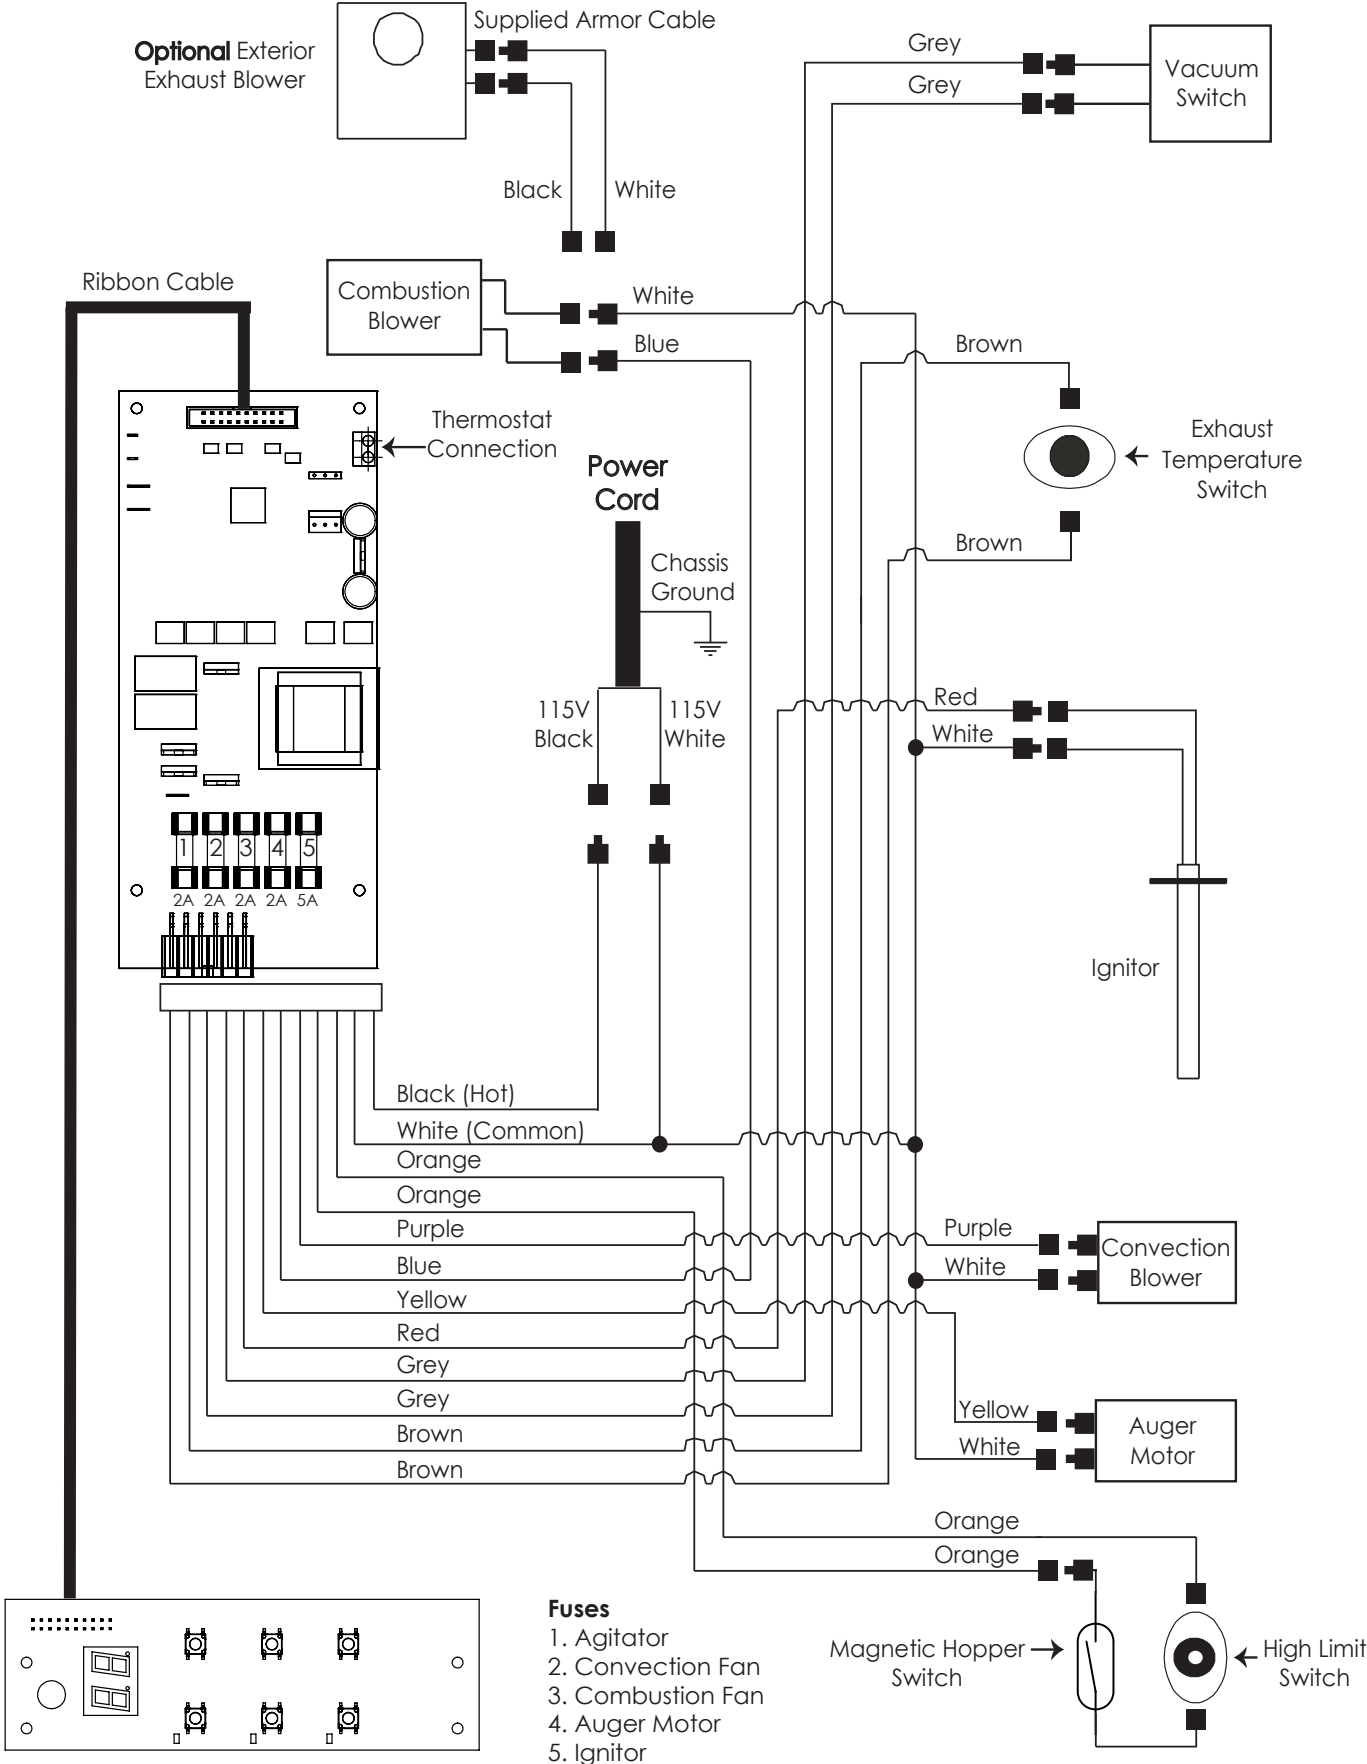 Supplied Armor Cable
Optional Exterior
Exhaust Blower
Black
White
Grey
Grey
Vacuum
Switch
Ribbon Cable
Combustion
Blower
White
Blue
Brown
Thermostat
Connection
Exhaust
Temperature
Switch
Power
Cord
Brown
Chassis
Ground
115V
Black
115V
White
Red
White
1 2 3 4 5
2A 2A 2A 2A 5A
Ignitor
Black (Hot)
White (Common)
Orange
Orange
Purple
Blue
Yellow
Red
Grey
Grey
Brown
Brown
Purple
White
Convection
Blower
Yellow
White
Auger
Motor
Orange
Orange
Magnetic Hopper
Switch
High Limit
Switch
Fuses
1. Agitator
2. Convection Fan
3. Combustion Fan
4. Auger Motor
5. Ignitor